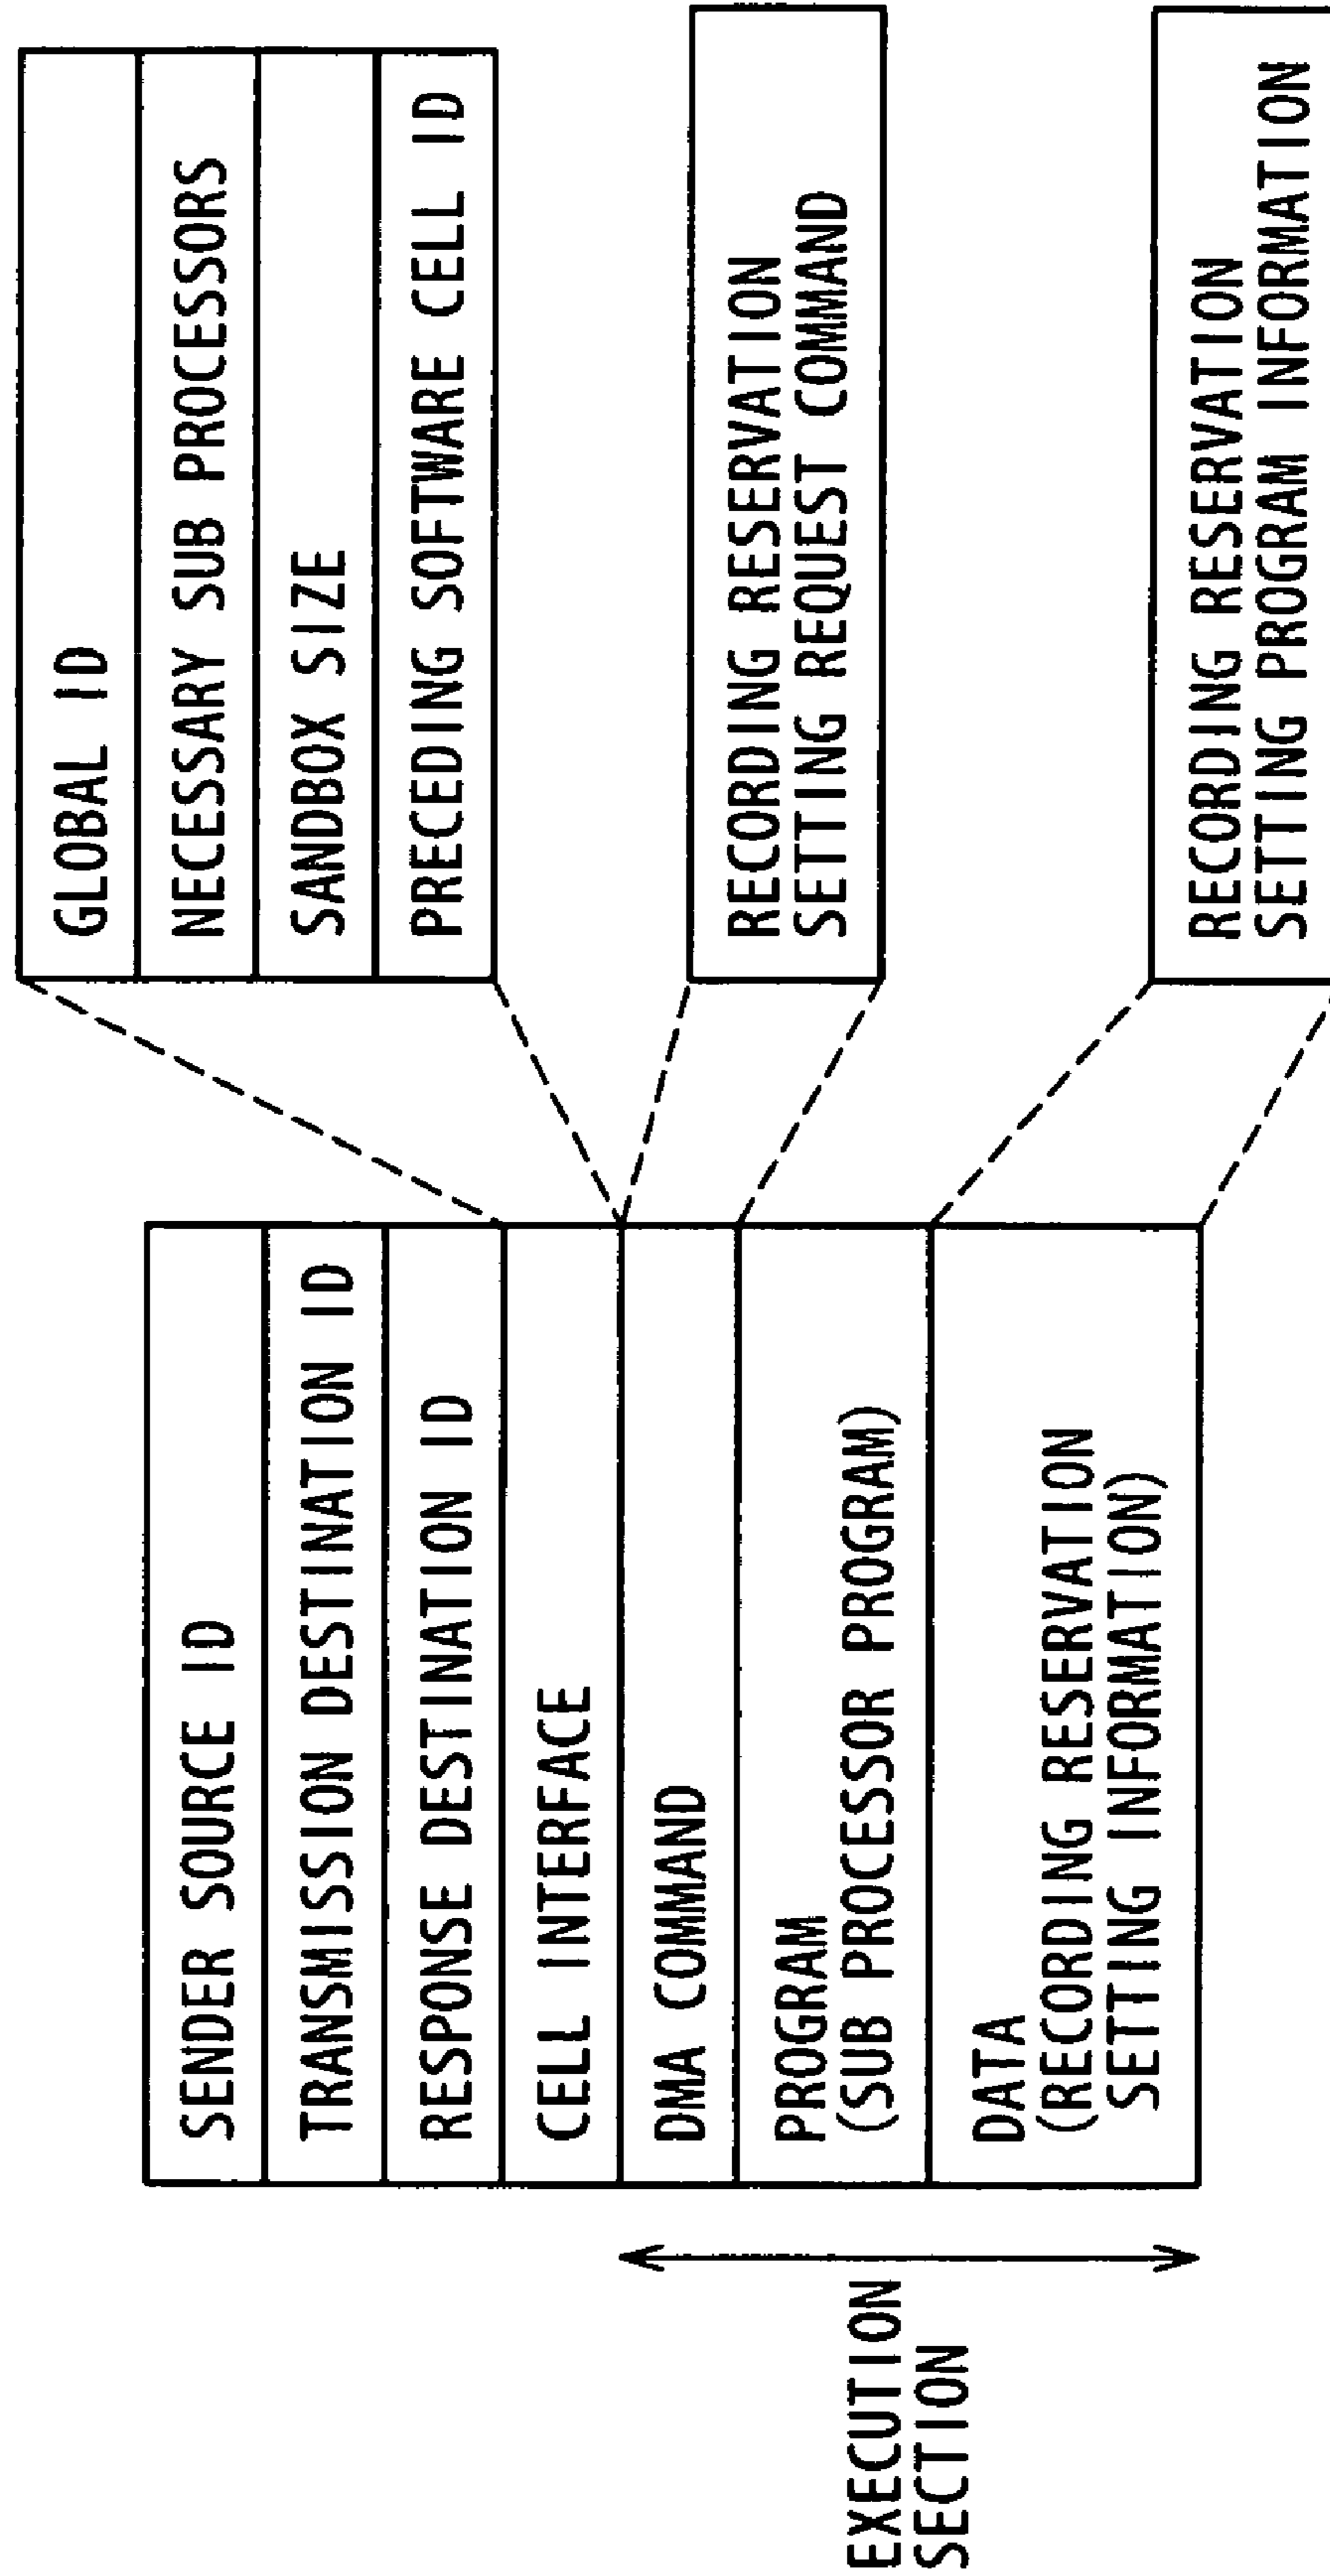 SENDER SOURCE ID
TRANSMISSION DESTINATION ID
RESPONSE DESTINATION ID
CELL INTERFACE
DMA COMMAND
PROGRAM
(SUB PROCESSOR PROGRAM)
DATA
(RECORDING RESERVATION
SETTING INFORMATION)
EXECUTION
SECTION
GLOBAL ID
NECESSARY SUB PROCESSORS
SANDBOX SIZE
PRECEDING SOFTWARE CELL ID
RECORDING RESERVATION
SETTING REQUEST COMMAND
RECORDING RESERVATION
SETTING PROGRAM INFORMATION